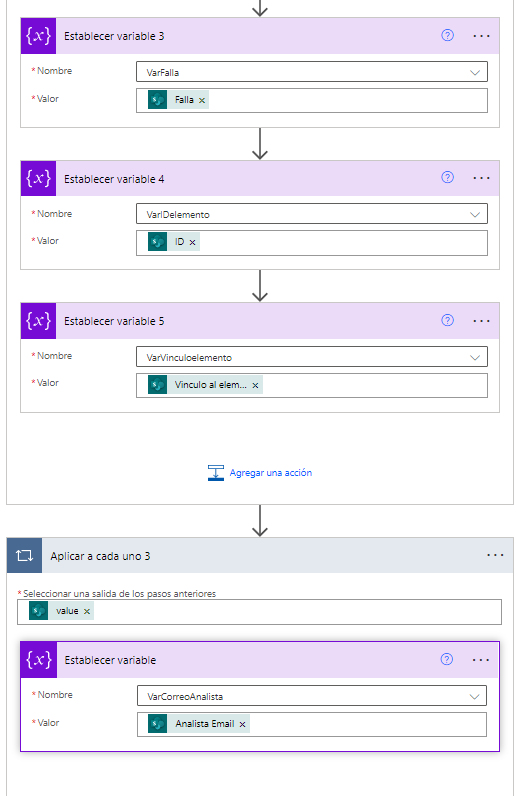 {x} Establecer variable 3
* Nombre VarFalla
* Valor Falla ×
{x} Establecer variable 4
* Nombre VarIDelemento
* Valor ID ×
{x} Establecer variable 5
* Nombre VarVinculoelemento
* Valor Vínculo al elem... ×
Agregar una acción
Aplicar a cada uno 3
* Seleccionar una salida de los pasos anteriores
value ×
{x} Establecer variable
* Nombre VarCorreoAnalista
* Valor Analista Email ×